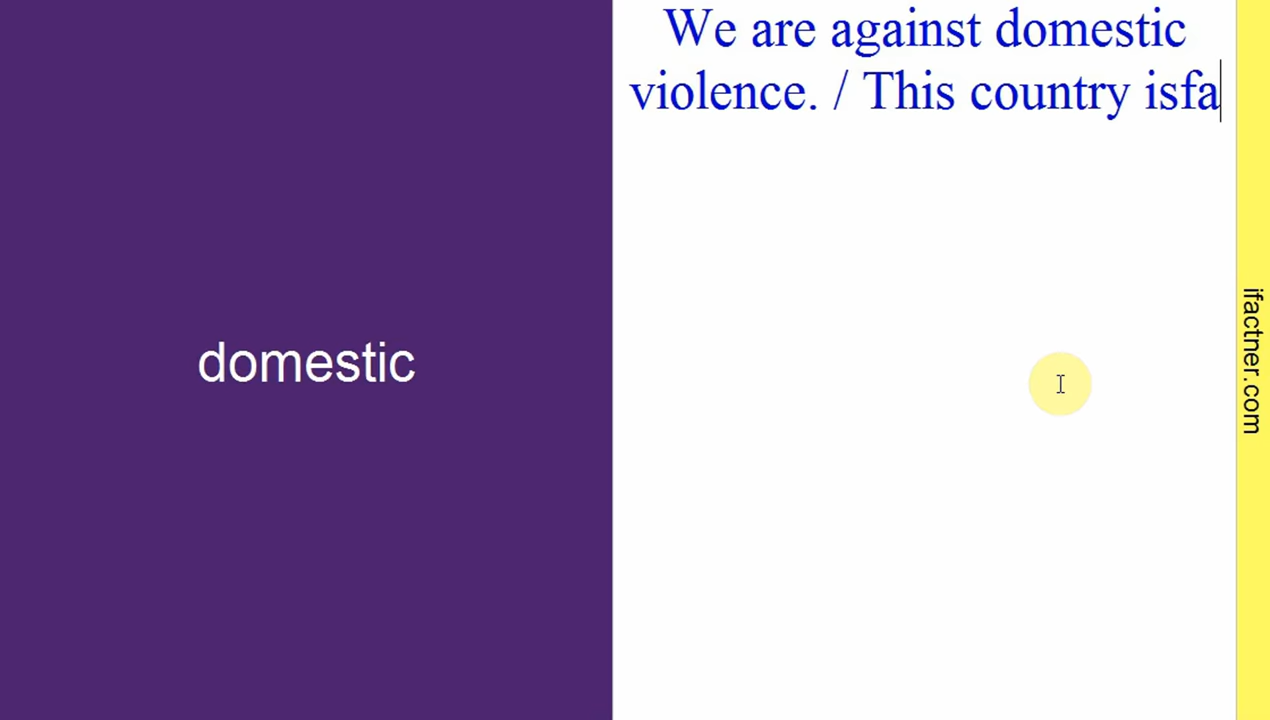 We are against domestic
violence. / This country isfa
domestic
ifactner.com